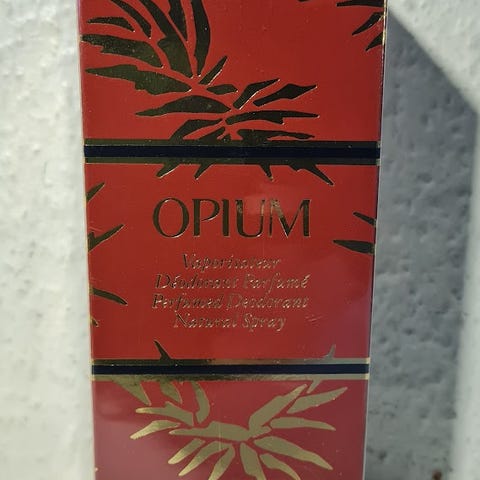 OPIUM
Vaporisateur
Déodorant Parfumé
Perfumed Deodorant
Natural Spray